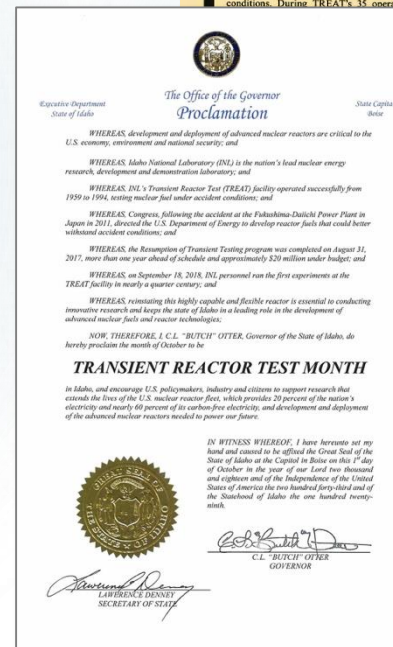 conditions. During TREAT's 35 opera
The Office of the Governor
Executive Department
State of Idaho
Proclamation
State Capitol
Boise
WHEREAS, development and deployment of advanced nuclear reactors are critical to the
U.S. economy, environment and national security; and
WHEREAS, Idaho National Laboratory (INL) is the nation's lead nuclear energy
research, development and demonstration laboratory; and
WHEREAS, INL's Transient Reactor Test (TREAT) facility operated successfully from
1959 to 1994, testing nuclear fuel under accident conditions; and
WHEREAS, Congress, following the accident at the Fukushima-Daiichi Power Plant in
Japan in 2011, directed the U.S. Department of Energy to develop reactor fuels that could better
withstand accident conditions; and
WHEREAS, the Resumption of Transient Testing program was completed on August 31,
2017, more than one year ahead of schedule and approximately $20 million under budget; and
WHEREAS, on September 18, 2018, INL personnel ran the first experiments at the
TREAT facility in nearly a quarter century; and
WHEREAS, reinstating this highly capable and flexible reactor is essential to conducting
innovative research and keeps the state of Idaho in a leading role in the development of
advanced nuclear fuels and reactor technologies;
NOW, THEREFORE, I, C.L. "BUTCH" OTTER, Governor of the State of Idaho, do
hereby proclaim the month of October to be
TRANSIENT REACTOR TEST MONTH
in Idaho, and encourage U.S. policymakers, industry and citizens to support research that
extends the lives of the U.S. nuclear reactor fleet, which provides 20 percent of the nation's
electricity and nearly 60 percent of its carbon-free electricity, and development and deployment
of the advanced nuclear reactors needed to power our future.
IN WITNESS WHEREOF, I have hereunto set my
hand and caused to be affixed the Great Seal of the
State of Idaho at the Capitol in Boise on this 1st day
of October in the year of our Lord two thousand
and eighteen and of the Independence of the United
States of America the two hundred forty-third and of
the Statehood of Idaho the one hundred twenty-
ninth.
GREAT SEAL OF
THE STATE OF IDAHO
C.L. "BUTCH" OTTER
GOVERNOR
LAWERENCE DENNEY
SECRETARY OF STATE